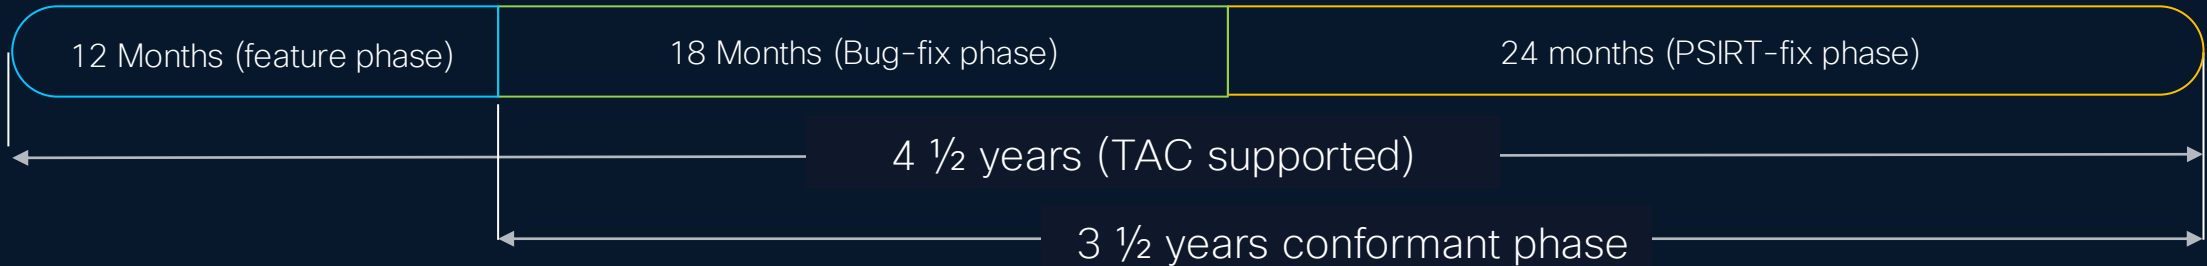 12 Months (feature phase)
18 Months (Bug-fix phase)
24 months (PSIRT-fix phase)
4 ½ years (TAC supported)
3 ½ years conformant phase